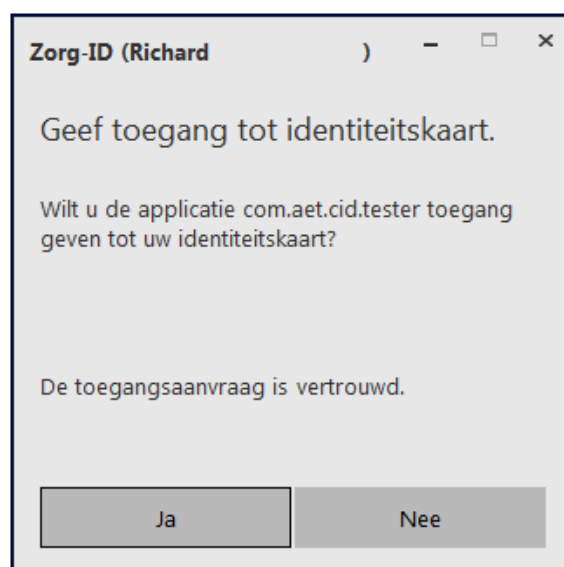 Zorg-ID (Richard )
Geef toegang tot identiteitskaart.
Wilt u de applicatie com.aet.cid.tester toegang
geven tot uw identiteitskaart?
De toegangsaanvraag is vertrouwd.
Ja Nee